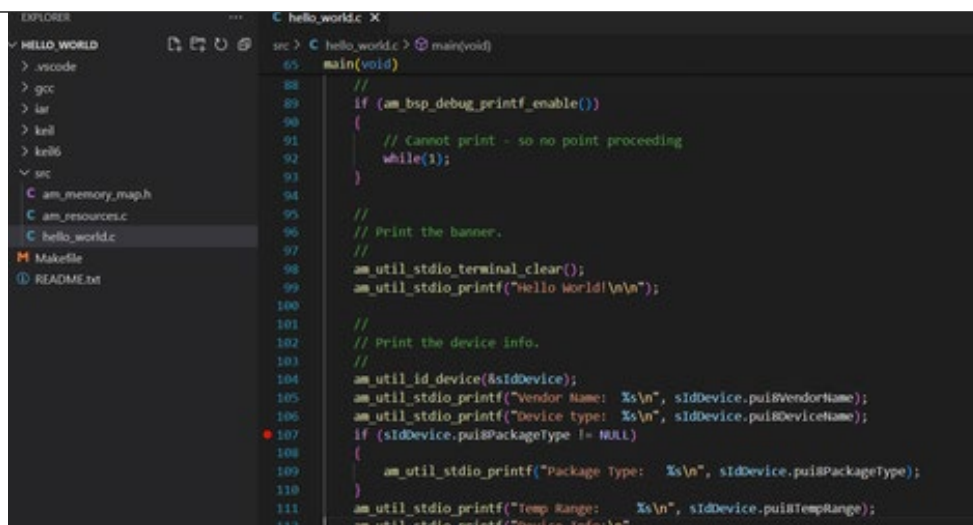 EXPLORER ...
C hello_world.c X
HELLO_WORLD
> .vscode
> gcc
> iar
> keil
> keil6
src
C am_memory_map.h
C am_resources.c
C hello_world.c
M Makefile
README.txt
src > C hello_world.c > main(void)
65 main(void)
88 //
89 if (am_bsp_debug_printf_enable())
90 {
91 // Cannot print - so no point proceeding
92 while(1);
93 }
94
95 //
96 // Print the banner.
97 //
98 am_util_stdio_terminal_clear();
99 am_util_stdio_printf("Hello World!\n\n");
100
101 //
102 // Print the device info.
103 //
104 am_util_id_device(&sIdDevice);
105 am_util_stdio_printf("Vendor Name: %s\n", sIdDevice.pui8VendorName);
106 am_util_stdio_printf("Device type: %s\n", sIdDevice.pui8DeviceName);
107 if (sIdDevice.pui8PackageType != NULL)
108 {
109 am_util_stdio_printf("Package Type: %s\n", sIdDevice.pui8PackageType);
110 }
111 am_util_stdio_printf("Temp Range: %s\n", sIdDevice.pui8TempRange);